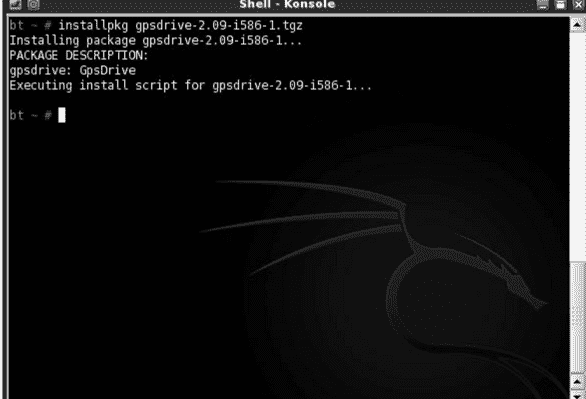 Shell - Konsole
bt ~ # installpkg gpsdrive-2.09-i586-1.tgz
Installing package gpsdrive-2.09-i586-1...
PACKAGE DESCRIPTION:
gpsdrive: GpsDrive
Executing install script for gpsdrive-2.09-i586-1...
bt ~ #